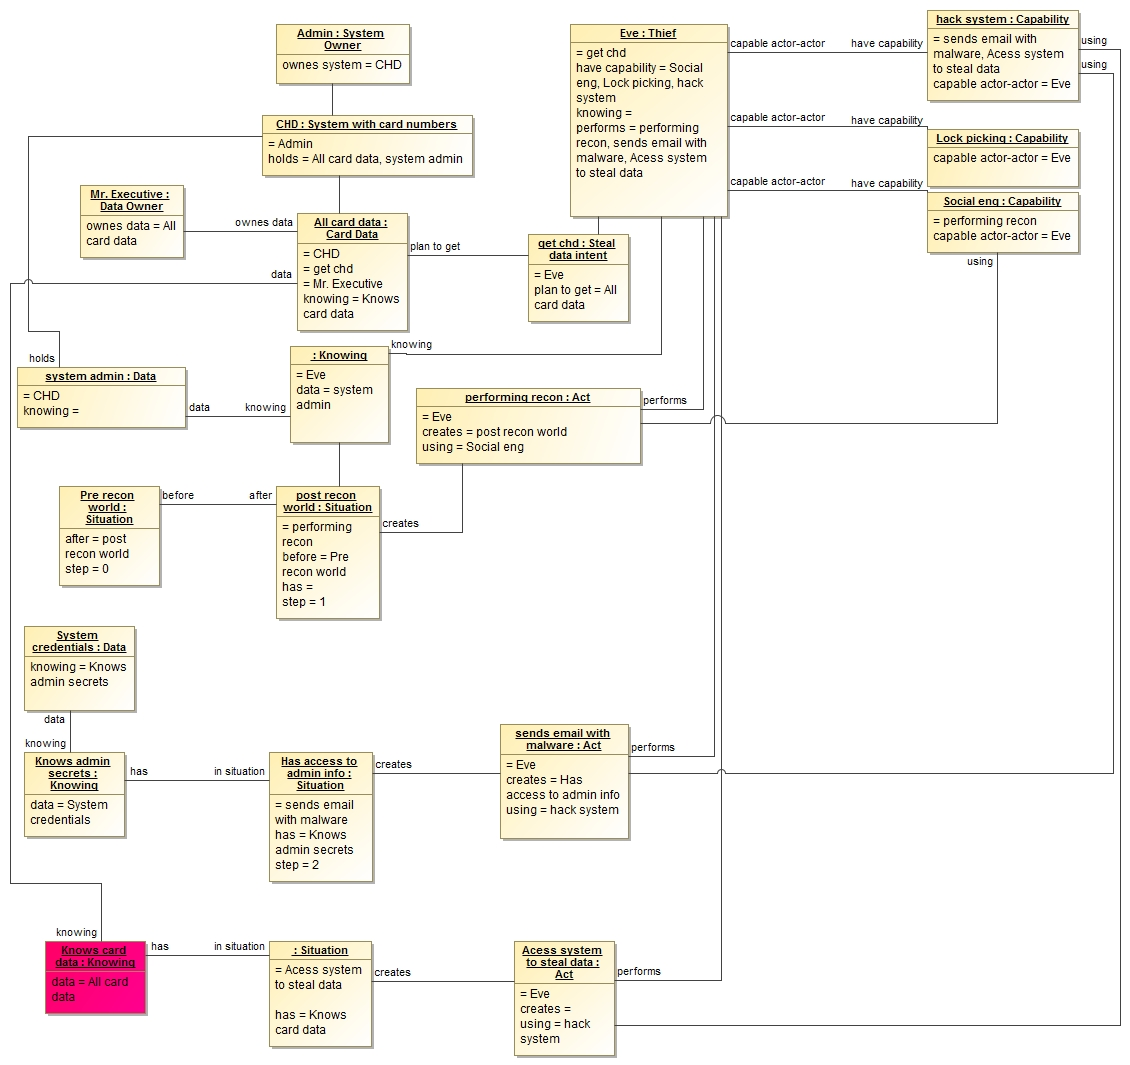 Admin : System
Owner
ownes system = CHD
CHD : System with card numbers
= Admin
holds = All card data, system admin
Mr. Executive :
Data Owner
ownes data = All
card data
ownes data
All card data :
Card Data
= CHD
= get chd
= Mr. Executive
knowing = Knows
card data
data
plan to get
get chd : Steal
data intent
= Eve
plan to get = All
card data
Eve : Thief
= get chd
have capability = Social
eng, Lock picking, hack
system
knowing =
performs = performing
recon, sends email with
malware, Acess system
to steal data
capable actor-actor
have capability
capable actor-actor
have capability
capable actor-actor
have capability
hack system : Capability
= sends email with
malware, Acess system
to steal data
capable actor-actor = Eve
using
using
Lock picking : Capability
capable actor-actor = Eve
Social eng : Capability
= performing recon
capable actor-actor = Eve
using
holds
system admin : Data
= CHD
knowing =
data
knowing
: Knowing
= Eve
data = system
admin
knowing
performing recon : Act
= Eve
creates = post recon world
using = Social eng
performs
Pre recon
world :
Situation
after = post
recon world
step = 0
before
after
post recon
world : Situation
= performing
recon
before = Pre
recon world
has =
step = 1
creates
System
credentials : Data
knowing = Knows
admin secrets
data
knowing
Knows admin
secrets :
Knowing
data = System
credentials
has
in situation
Has access to
admin info :
Situation
= sends email
with malware
has = Knows
admin secrets
step = 2
creates
sends email with
malware : Act
= Eve
creates = Has
access to admin info
using = hack system
performs
knowing
Knows card
data : Knowing
data = All card
data
has
in situation
: Situation
= Acess system
to steal data
has = Knows
card data
creates
Acess system
to steal data :
Act
= Eve
creates =
using = hack
system
performs